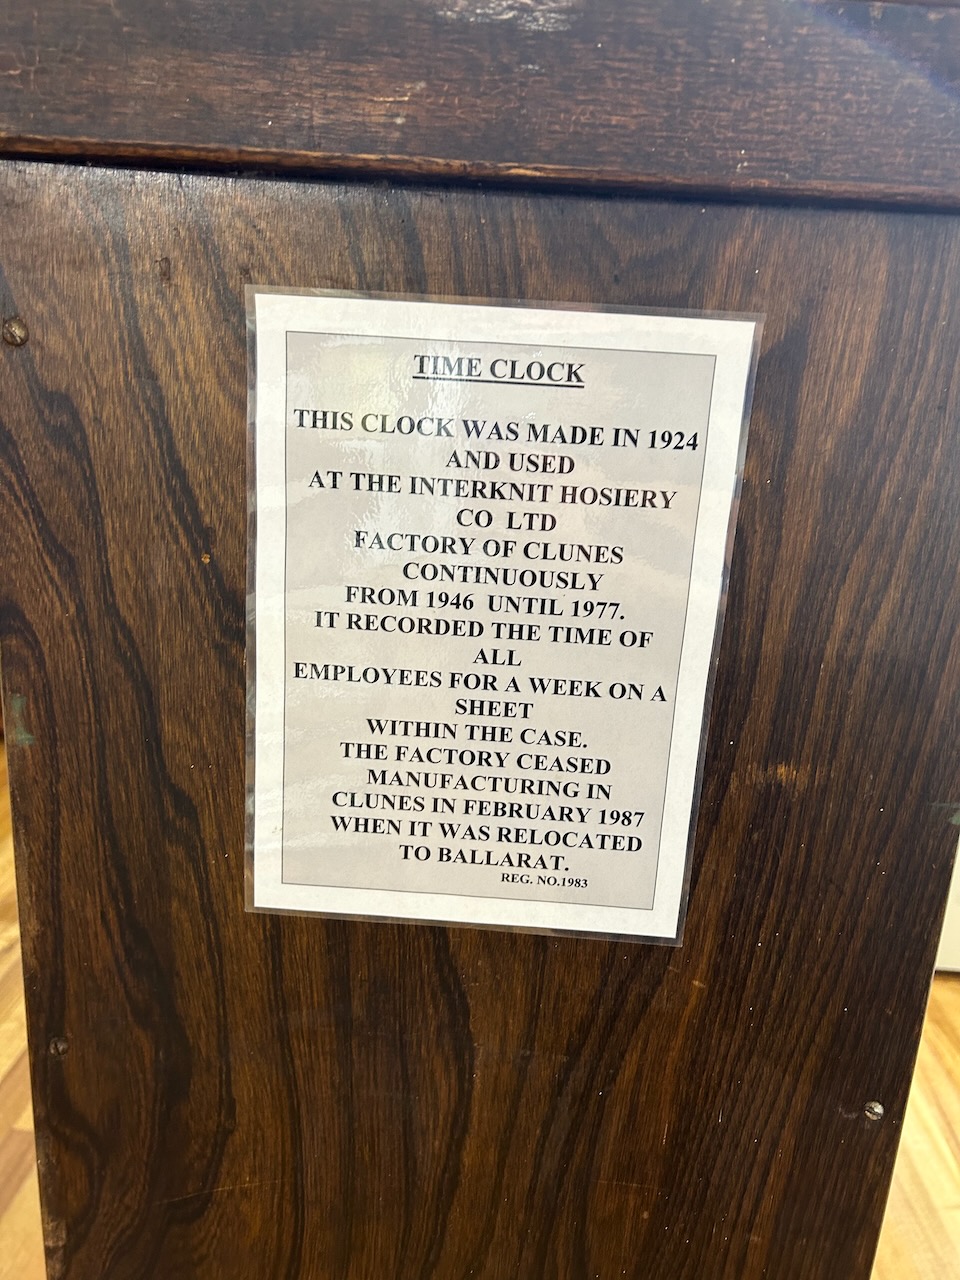 TIME CLOCK
THIS CLOCK WAS MADE IN 1924
AND USED
AT THE INTERKNIT HOSIERY
CO LTD
FACTORY OF CLUNES
CONTINUOUSLY
FROM 1946 UNTIL 1977.
IT RECORDED THE TIME OF
ALL
EMPLOYEES FOR A WEEK ON A
SHEET
WITHIN THE CASE.
THE FACTORY CEASED
MANUFACTURING IN
CLUNES IN FEBRUARY 1987
WHEN IT WAS RELOCATED
TO BALLARAT.
REG. NO.1983